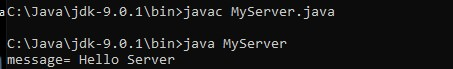 C:\Java\jdk-9.0.1\bin>javac MyServer.java
C:\Java\jdk-9.0.1\bin>java MyServer
message= Hello Server